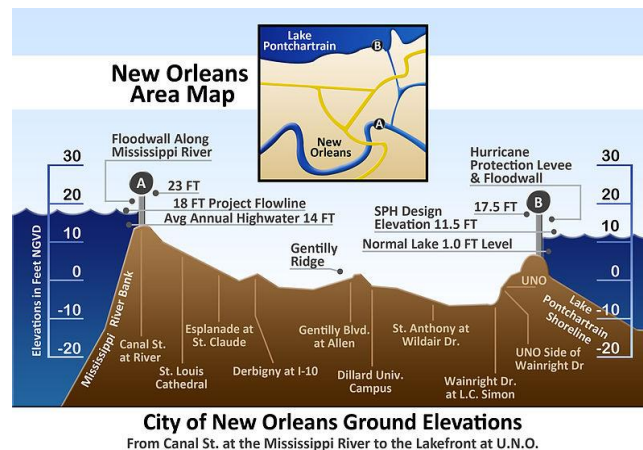 New Orleans
Area Map
Lake
Pontchartrain
B
A
New
Orleans
Floodwall Along
Mississippi River
A
23 FT
18 FT Project Flowline
Avg Annual Highwater 14 FT
Hurricane
Protection Levee
& Floodwall
17.5 FT
B
SPH Design
Elevation 11.5 FT
Normal Lake 1.0 FT Level
Gentilly
Ridge
Elevations in Feet NGVD
30
20
10
0
-10
-20
30
20
10
0
-10
-20
Mississippi River Bank
Canal St.
at River
St. Louis
Cathedral
Esplanade at
St. Claude
Derbigny at I-10
Gentilly Blvd.
at Allen
Dillard Univ.
Campus
St. Anthony at
Wildair Dr.
Wainright Dr.
at L.C. Simon
UNO
UNO Side of
Wainright Dr
Lake
Pontchartrain
Shoreline
City of New Orleans Ground Elevations
From Canal St. at the Mississippi River to the Lakefront at U.N.O.